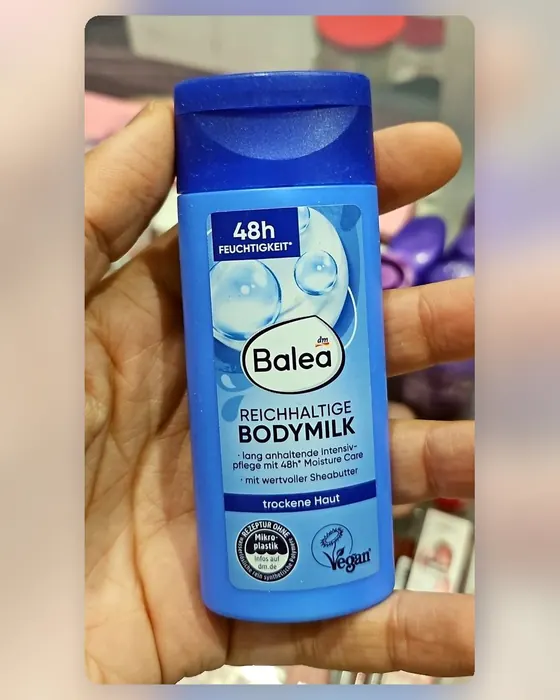 48h
FEUCHTIGKEIT*
dm
Balea
REICHHALTIGE
BODYMILK
· lang anhaltende Intensiv-
pflege mit 48h* Moisture Care
· mit wertvoller Sheabutter
trockene Haut
REZEPTUR OHNE
Mikro-
plastik
Infos auf
dm.de
Vegan